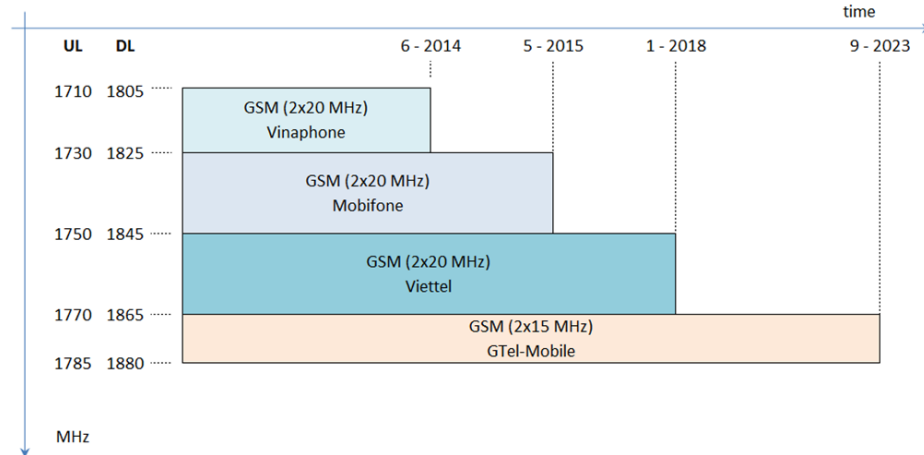 time
UL DL 6 - 2014 5 - 2015 1 - 2018 9 - 2023
1710 1805
GSM (2x20 MHz)
Vinaphone
1730 1825
GSM (2x20 MHz)
Mobifone
1750 1845
GSM (2x20 MHz)
Viettel
1770 1865
GSM (2x15 MHz)
GTel-Mobile
1785 1880
MHz